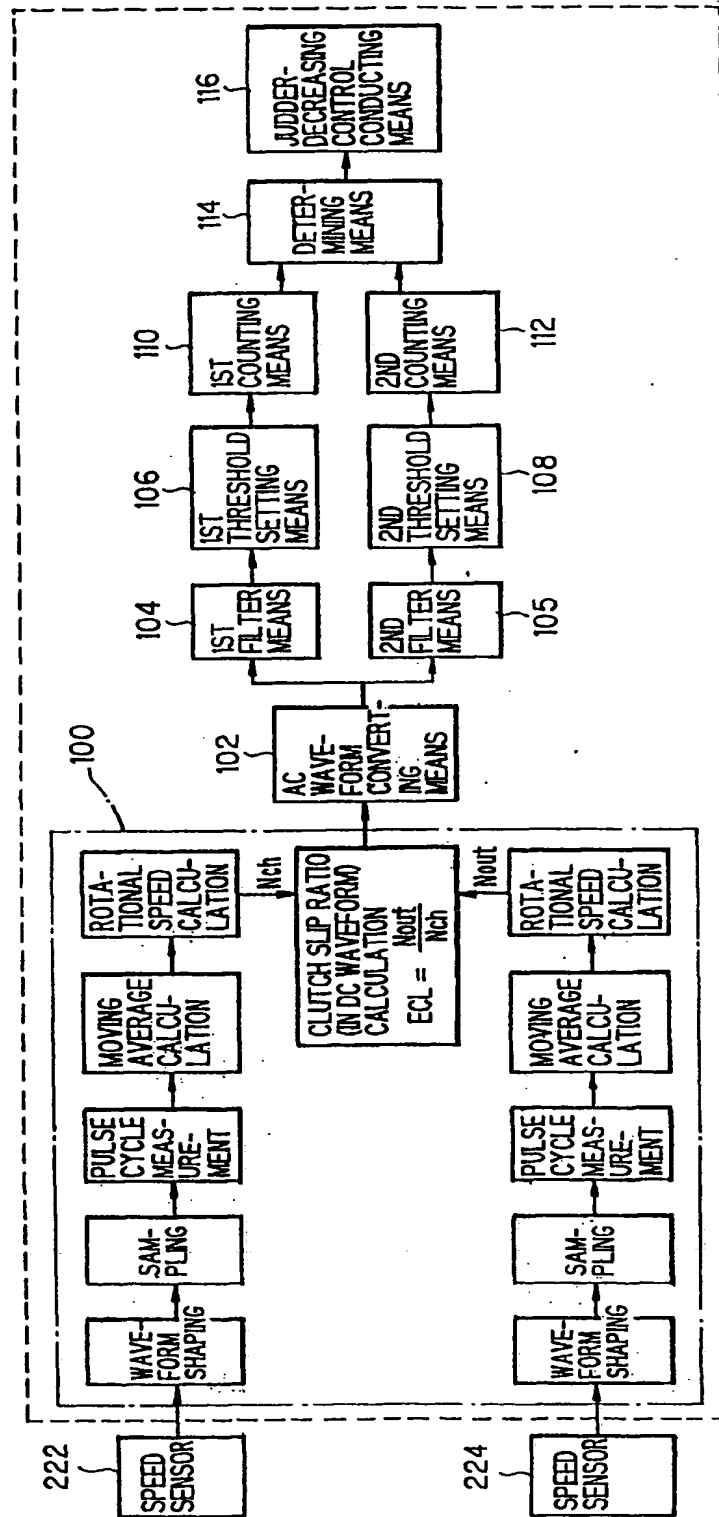 222
SPEED
SENSOR
WAVE-
FORM
SHAPING
SAM-
PLING
PULSE
CYCLE
MEAS-
UREMENT
MOVING
AVERAGE
CALCU-
LATION
ROTA-
TIONAL
SPEED
CALCU-
LATION
Nch
100
CLUTCH SLIP RATIO
(IN DC WAVEFORM)
CALCULATION
ECL = Nout
Nch
224
SPEED
SENSOR
WAVE-
FORM
SHAPING
SAM-
PLING
PULSE
CYCLE
MEAS-
UREMENT
MOVING
AVERAGE
CALCU-
LATION
ROTA-
TIONAL
SPEED
CALCU-
LATION
Nout
102
AC
WAVE-
FORM
CONVERT-
ING
MEANS
104
1ST
FILTER
MEANS
106
1ST
THRESHOLD
SETTING
MEANS
110
1ST
COUNTING
MEANS
2ND
FILTER
MEANS
105
2ND
THRESHOLD
SETTING
MEANS
108
2ND
COUNTING
MEANS
112
114
DETER-
MINING
MEANS
116
JUDDER-
DECREASING
CONTROL
CONDUCTING
MEANS